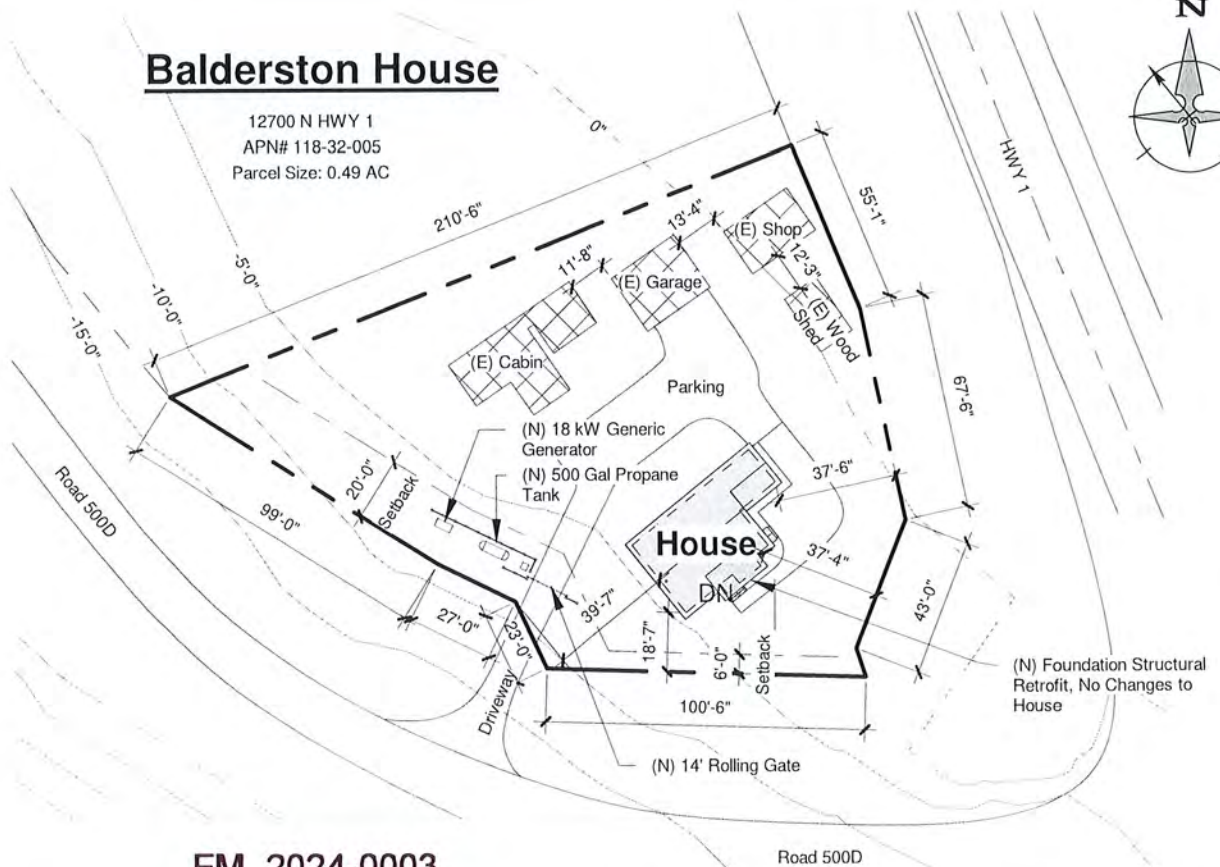 N
Balderston House
12700 N HWY 1
APN# 118-32-005
Parcel Size: 0.49 AC
0"
HWY 1
55'-1"
210'-6"
13'-4"
(E) Shop
12'-3"
11'-8"
(E) Garage
(E) Wood
Shed
-5'-0"
-10'-0"
-15'-0"
(E) Cabin
Parking
67'-6"
(N) 18 kW Generic
Generator
(N) 500 Gal Propane
Tank
20'-0"
Setback
37'-6"
99'-0"
Road 500D
House
DN
37'-4"
43'-0"
39'-7"
27'-0"
23'-0"
18'-7"
6'-0"
Setback
Driveway
100'-6"
(N) Foundation Structural
Retrofit, No Changes to
House
(N) 14' Rolling Gate
Road 500D